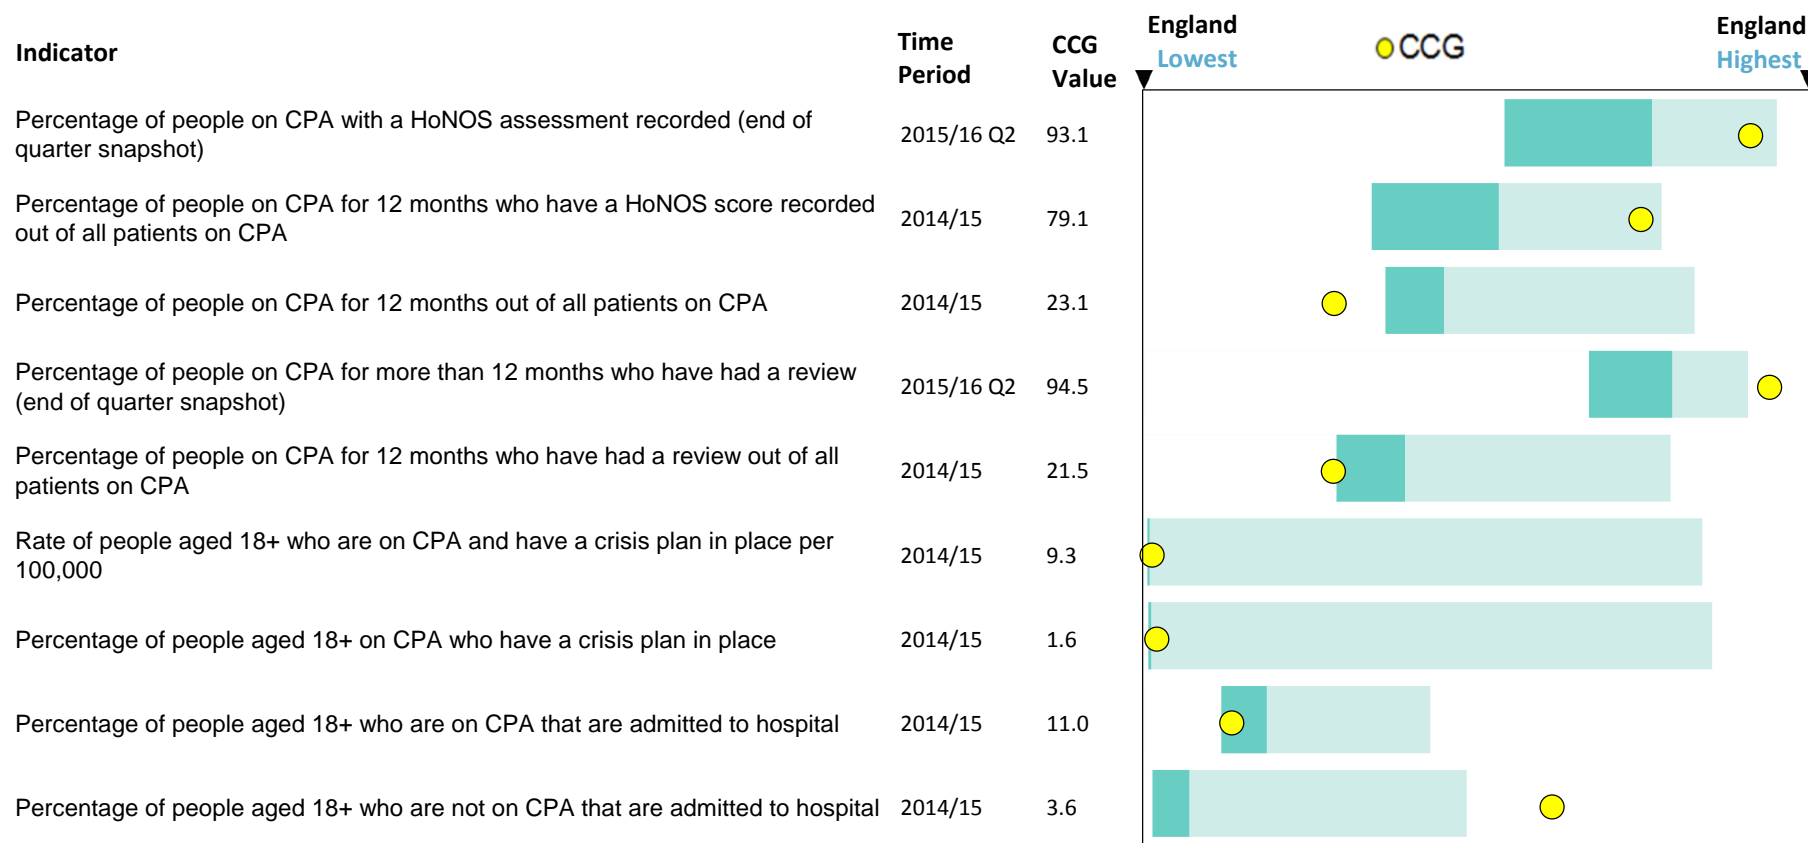 Indicator
Time Period
CCG Value
England Lowest
CCG
England Highest
Percentage of people on CPA with a HoNOS assessment recorded (end of
quarter snapshot)
2015/16 Q2
93.1
Percentage of people on CPA for 12 months who have a HoNOS score recorded
out of all patients on CPA
2014/15
79.1
Percentage of people on CPA for 12 months out of all patients on CPA
2014/15
23.1
Percentage of people on CPA for more than 12 months who have had a review
(end of quarter snapshot)
2015/16 Q2
94.5
Percentage of people on CPA for 12 months who have had a review out of all
patients on CPA
2014/15
21.5
Rate of people aged 18+ who are on CPA and have a crisis plan in place per
100,000
2014/15
9.3
Percentage of people aged 18+ on CPA who have a crisis plan in place
2014/15
1.6
Percentage of people aged 18+ who are on CPA that are admitted to hospital
2014/15
11.0
Percentage of people aged 18+ who are not on CPA that are admitted to hospital
2014/15
3.6